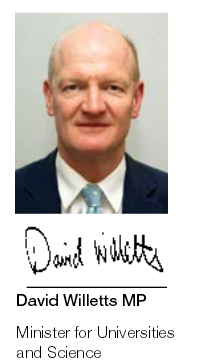 David Willetts
David Willetts MP
Minister for Universities
and Science